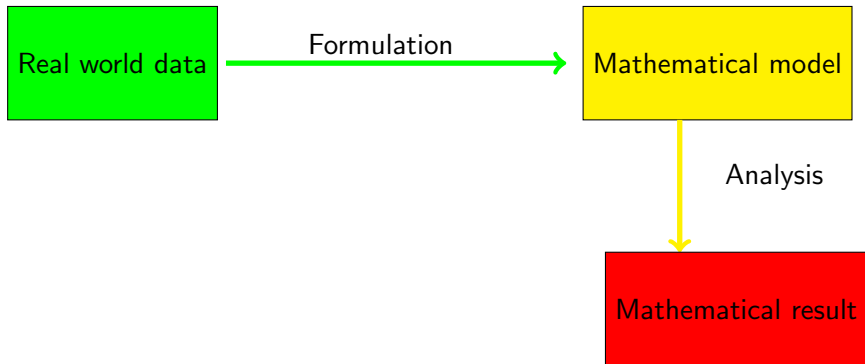 Real world data
Formulation
Mathematical model
Analysis
Mathematical result